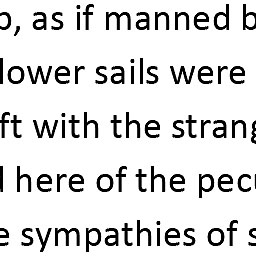 , as if manned
lower sails were
ft with the strang
here of the pecu
sympathies of s